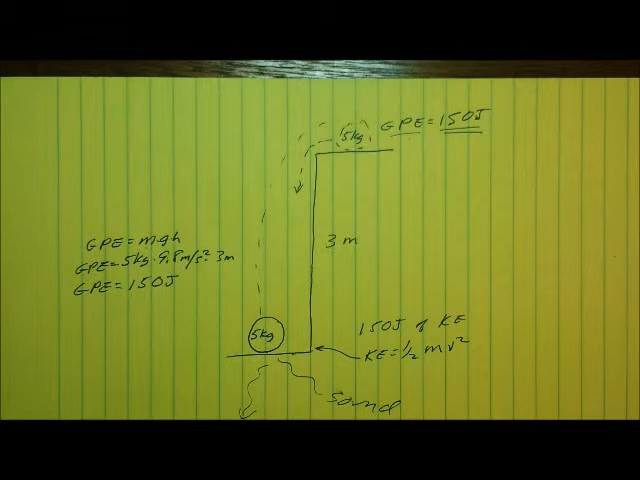 5kg GPE = 150J
3 m
GPE = mgh
GPE = 5kg · 9.8m/s² · 3m
GPE = 150J
5kg
150J of KE
KE = 1/2 mv²
Sound